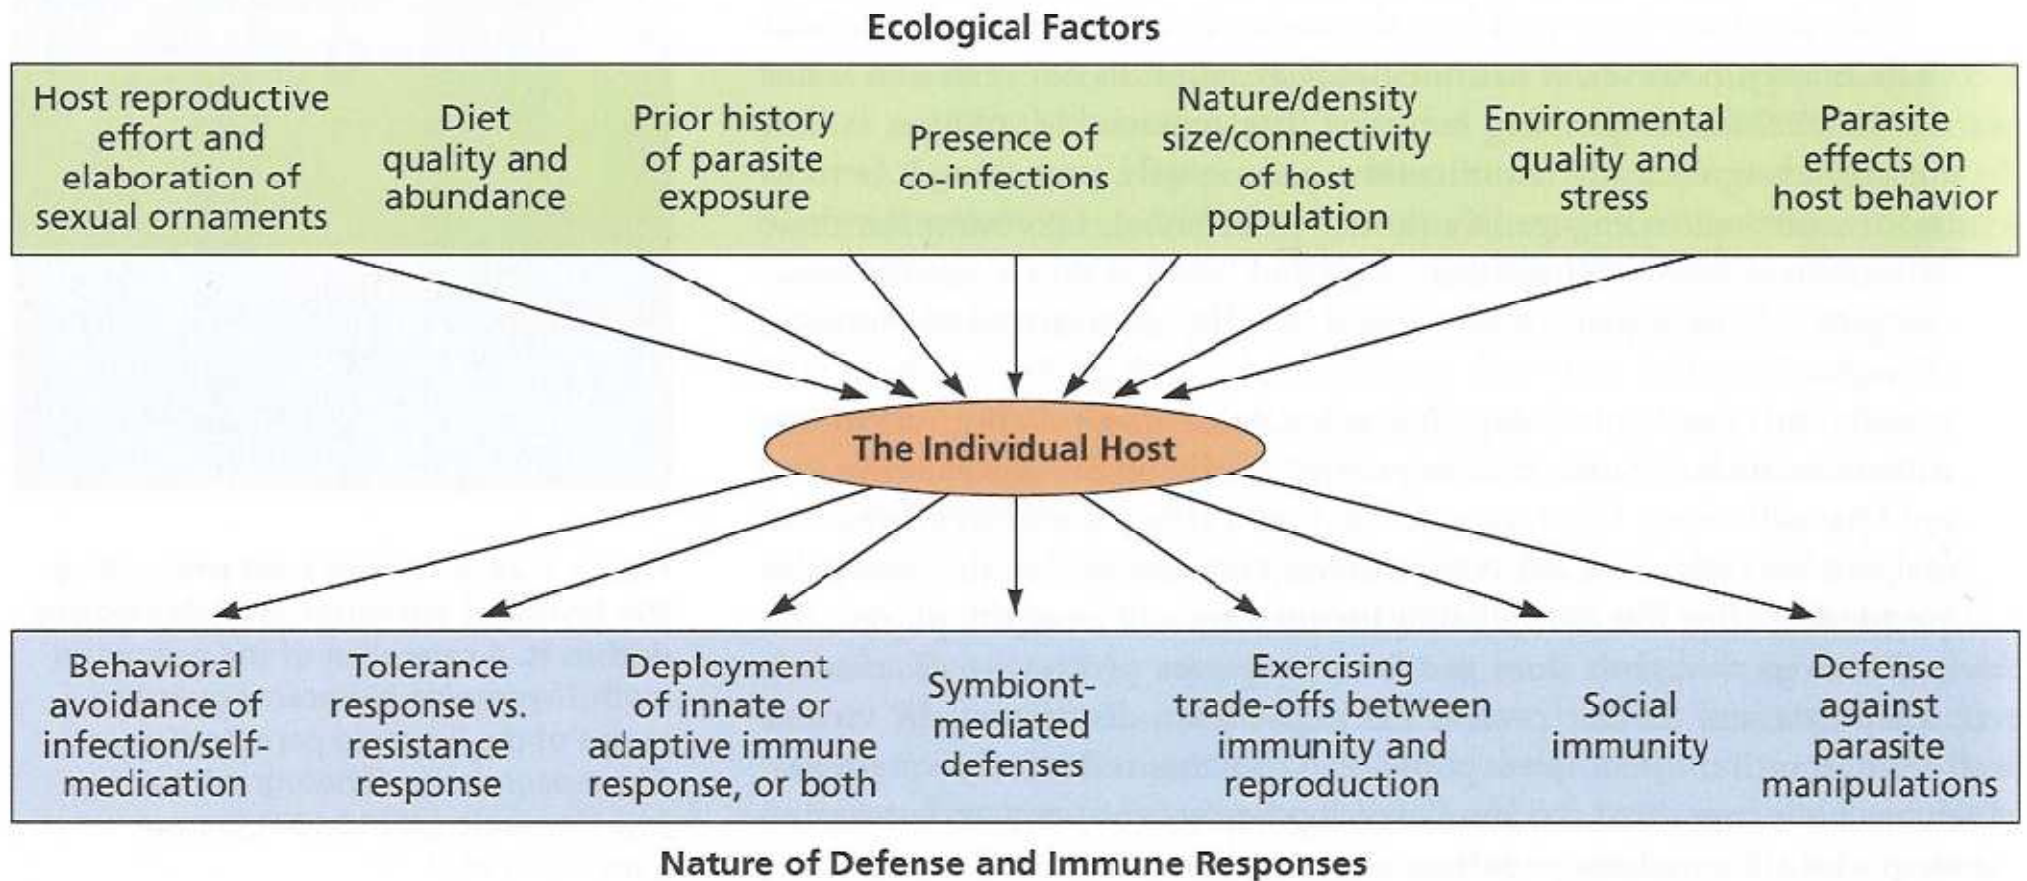 Ecological Factors
Host reproductive
effort and
elaboration of
sexual ornaments
Diet
quality and
abundance
Prior history
of parasite
exposure
Presence of
co-infections
Nature/density
size/connectivity
of host
population
Environmental
quality and
stress
Parasite
effects on
host behavior
The Individual Host
Behavioral
avoidance of
infection/self-
medication
Tolerance
response vs.
resistance
response
Deployment
of innate or
adaptive immune
response, or both
Symbiont-
mediated
defenses
Exercising
trade-offs between
immunity and
reproduction
Social
immunity
Defense
against
parasite
manipulations
Nature of Defense and Immune Responses